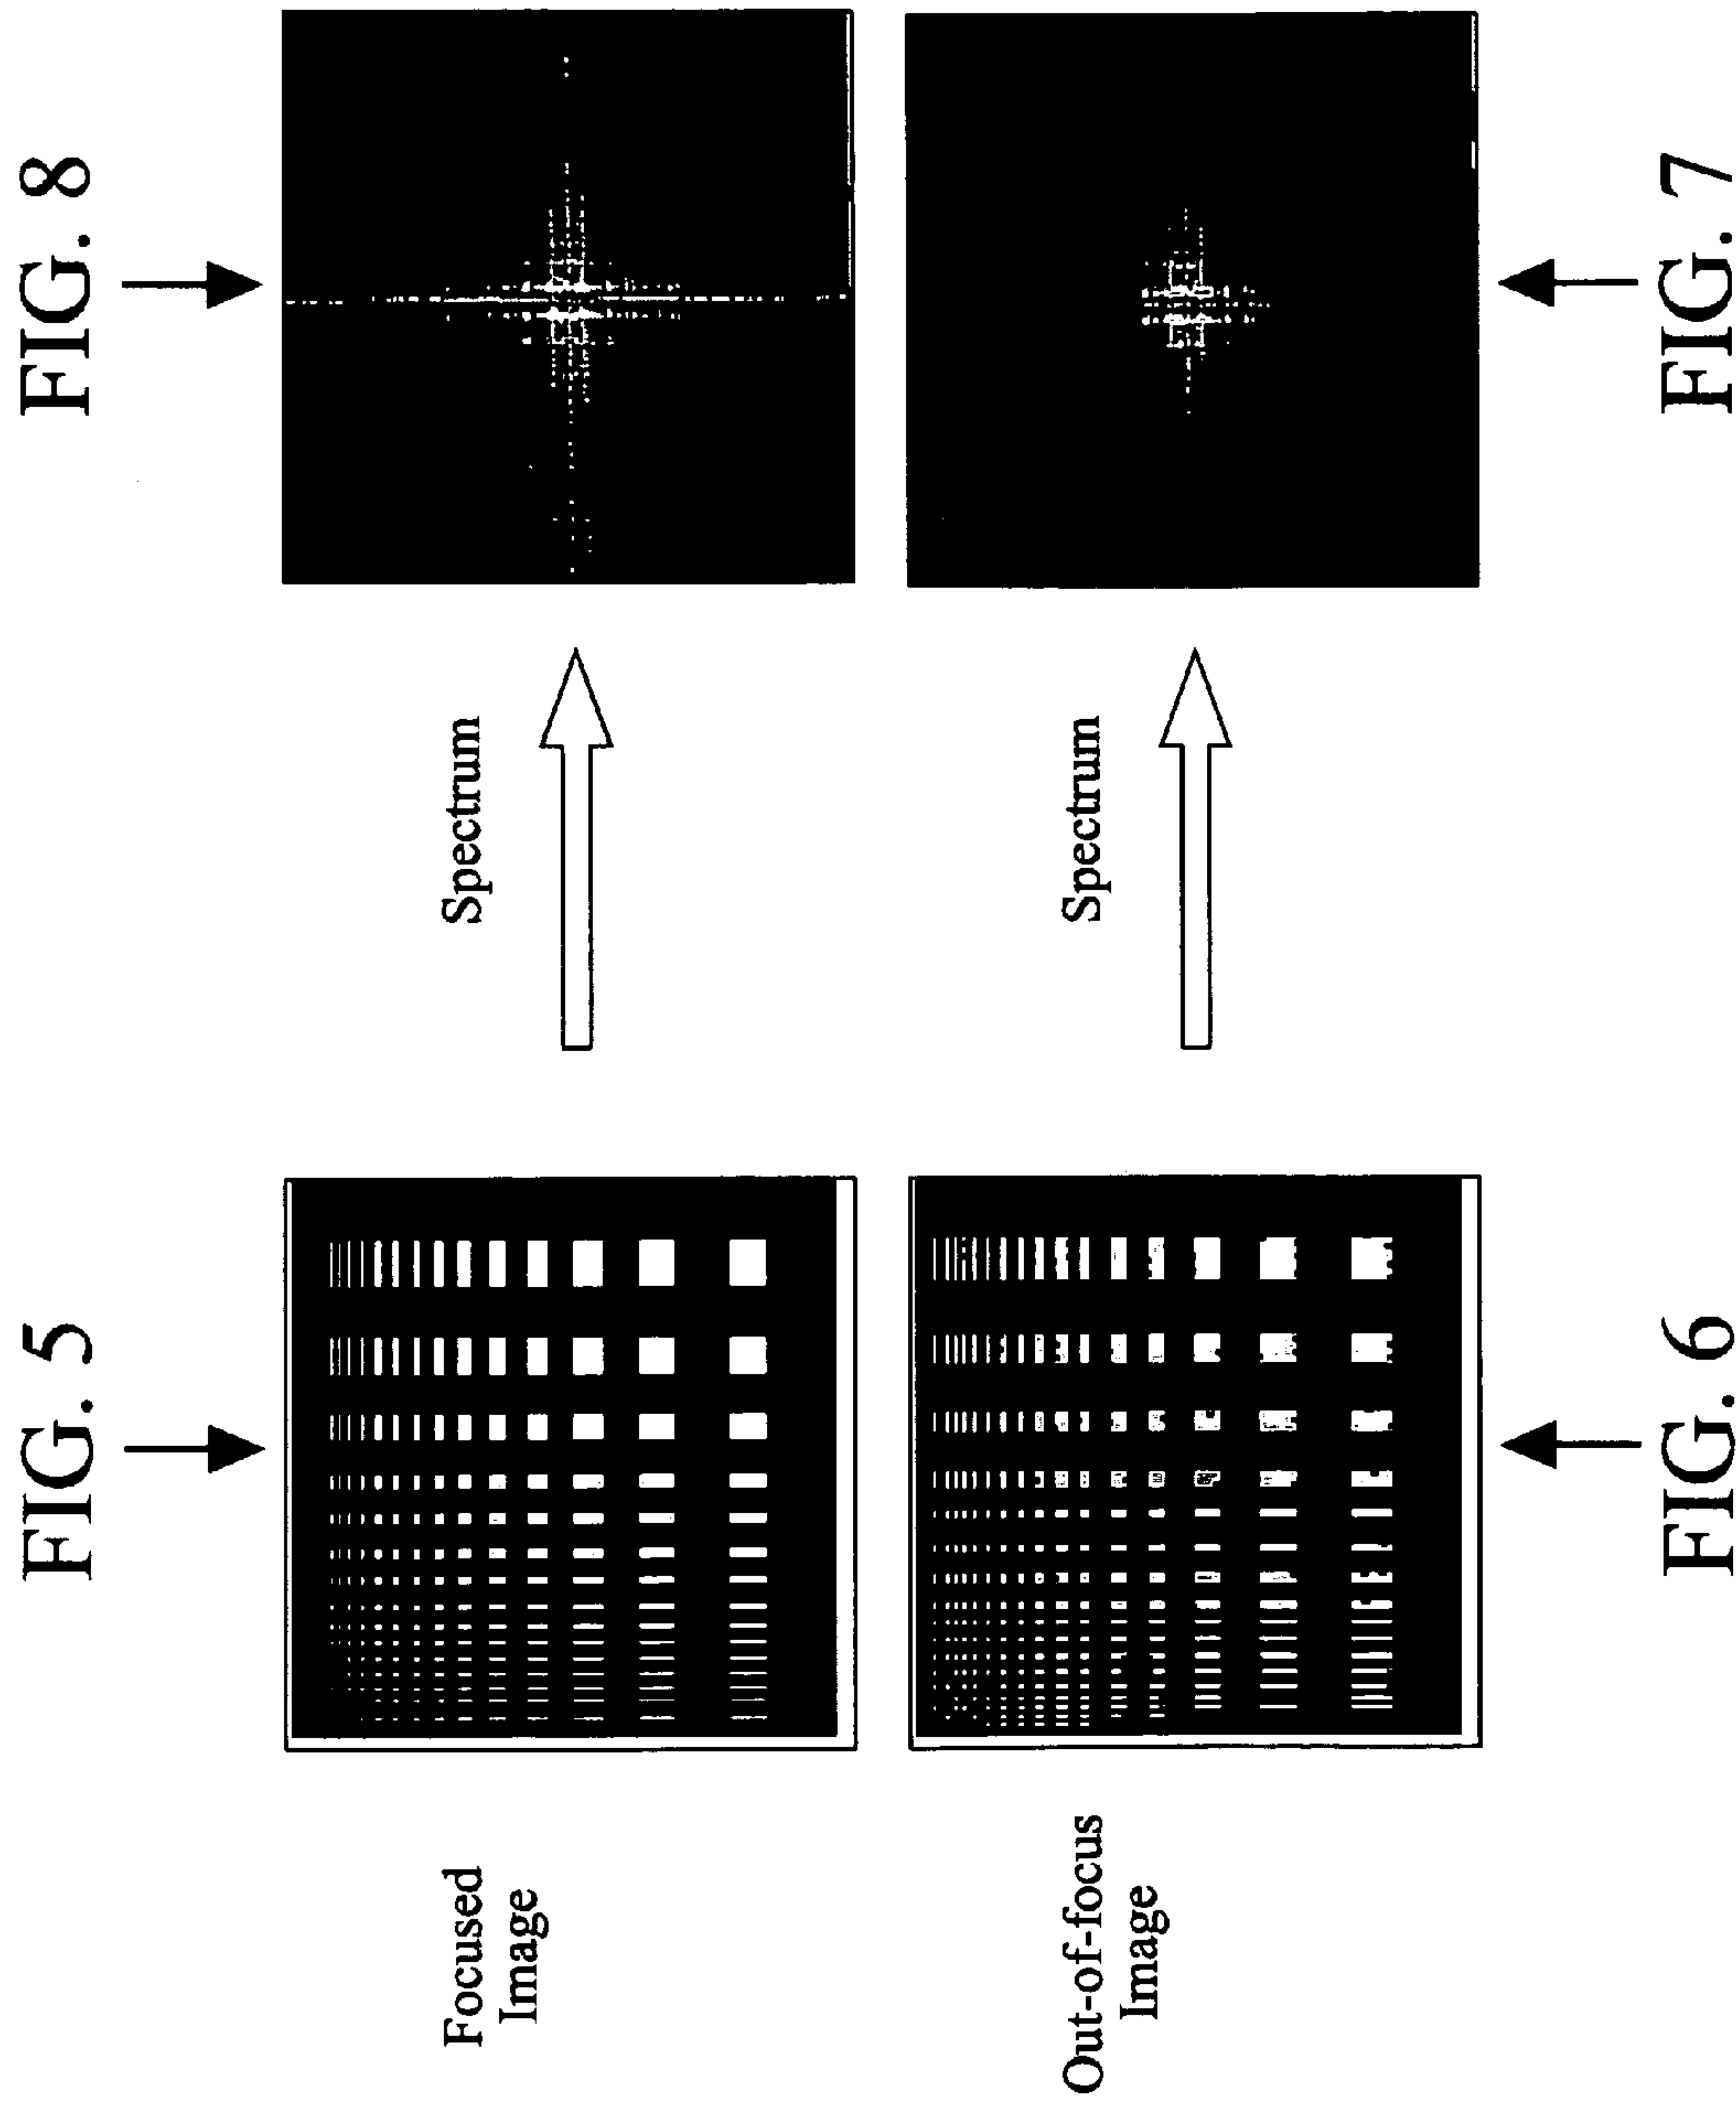 FIG. 5
FIG. 8
Focused
Image
Spectrum
Out-of-focus
Image
Spectrum
FIG. 6
FIG. 7